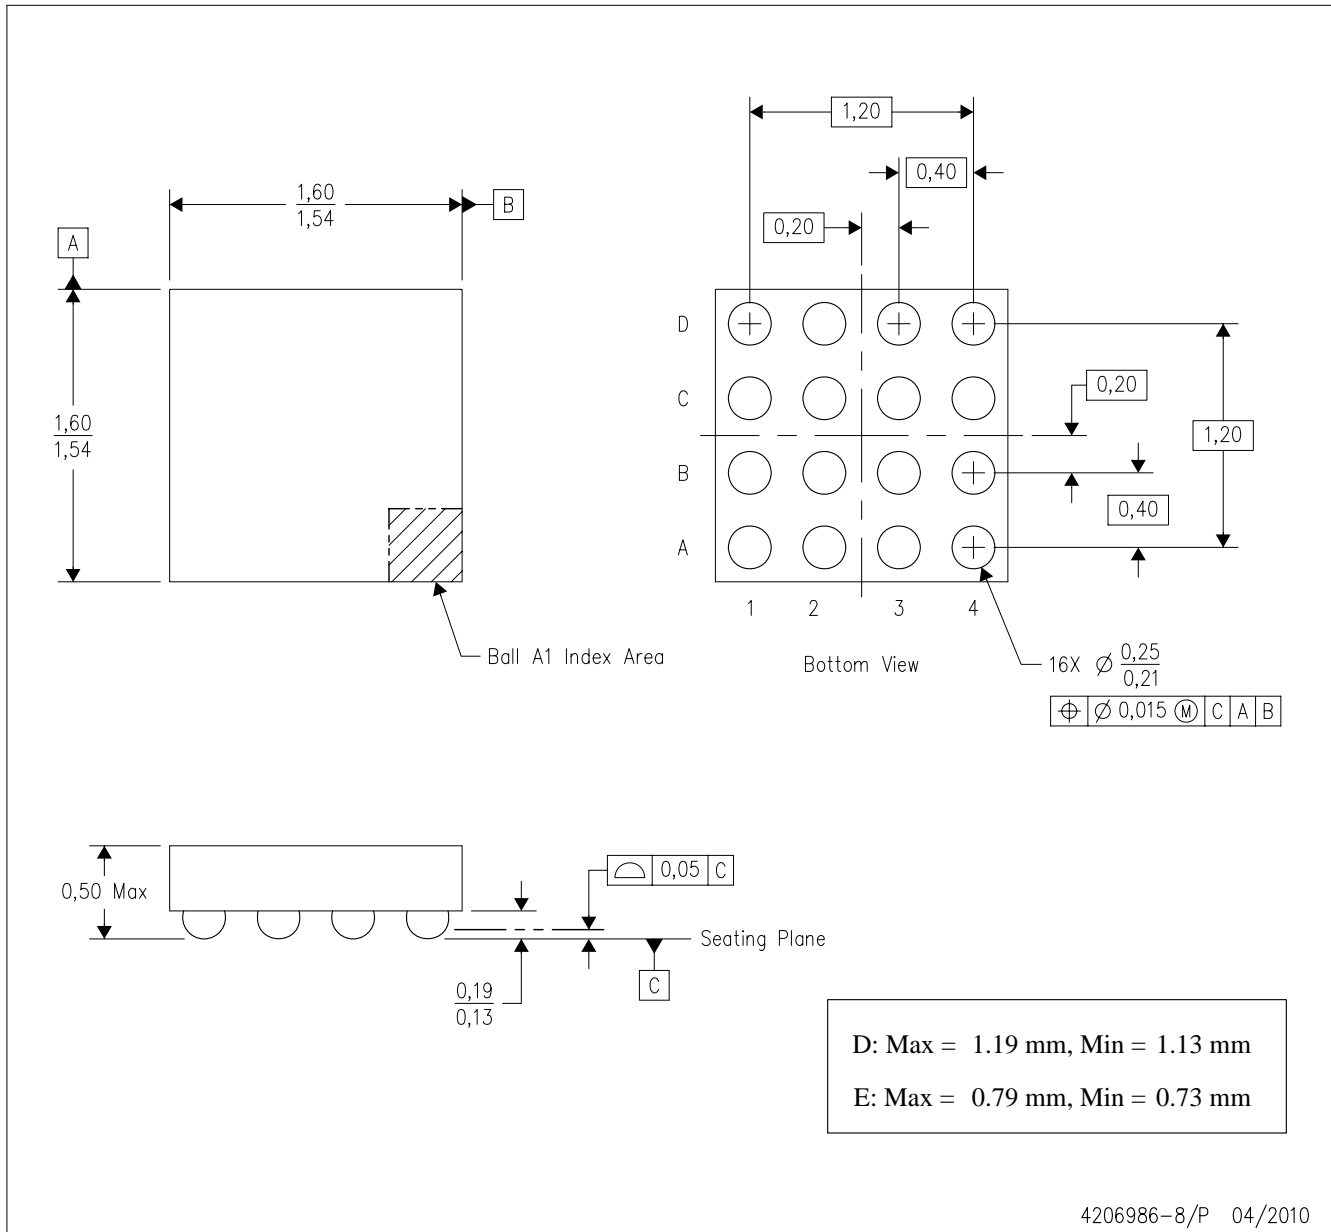 1,20
0,40
0,20
1,60
1,54
B
A
1,60
1,54
D
C
B
A
0,20
1,20
0,40
1 2 3 4
Ball A1 Index Area
Bottom View
16X Ø 0,25
0,21
⌖ Ø 0,015 Ⓜ C A B
0,50 Max
⌓ 0,05 C
Seating Plane
C
0,19
0,13
D: Max = 1.19 mm, Min = 1.13 mm
E: Max = 0.79 mm, Min = 0.73 mm
4206986-8/P 04/2010